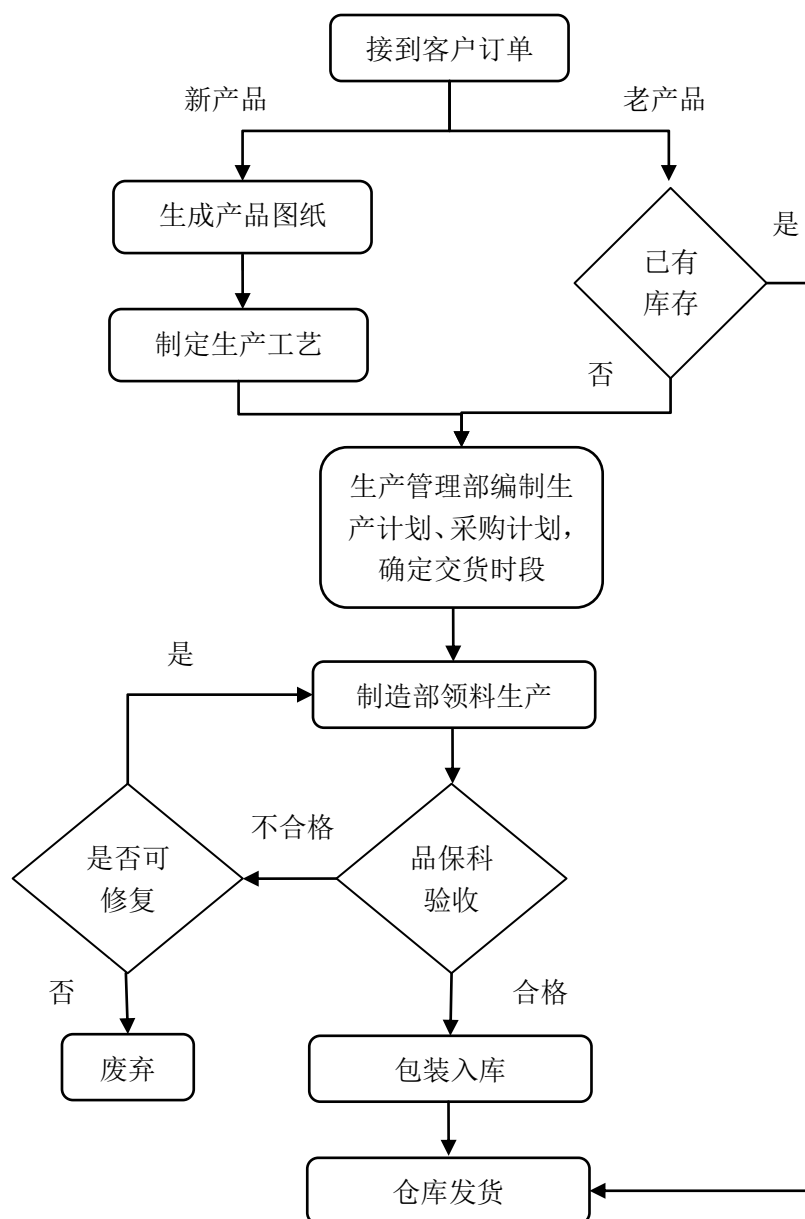 接到客户订单
新产品
老产品
生成产品图纸
是
已有
库存
制定生产工艺
否
生产管理部编制生
产计划、采购计划，
确定交货时段
是
制造部领料生产
不合格
是否可
修复
品保科
验收
否
合格
废弃
包装入库
仓库发货